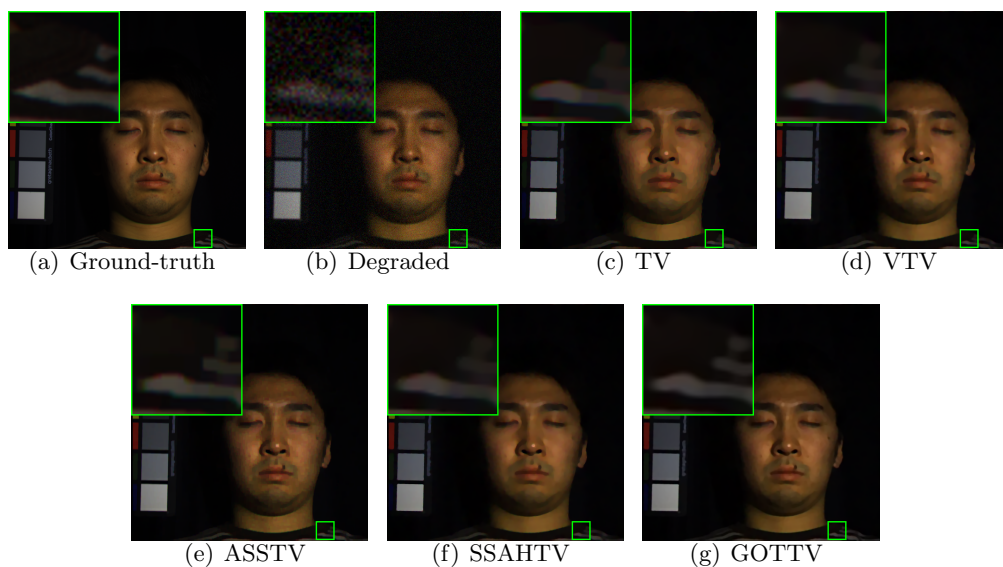 (a) Ground-truth
(b) Degraded
(c) TV
(d) VTV
(e) ASSTV
(f) SSAHTV
(g) GOTTV